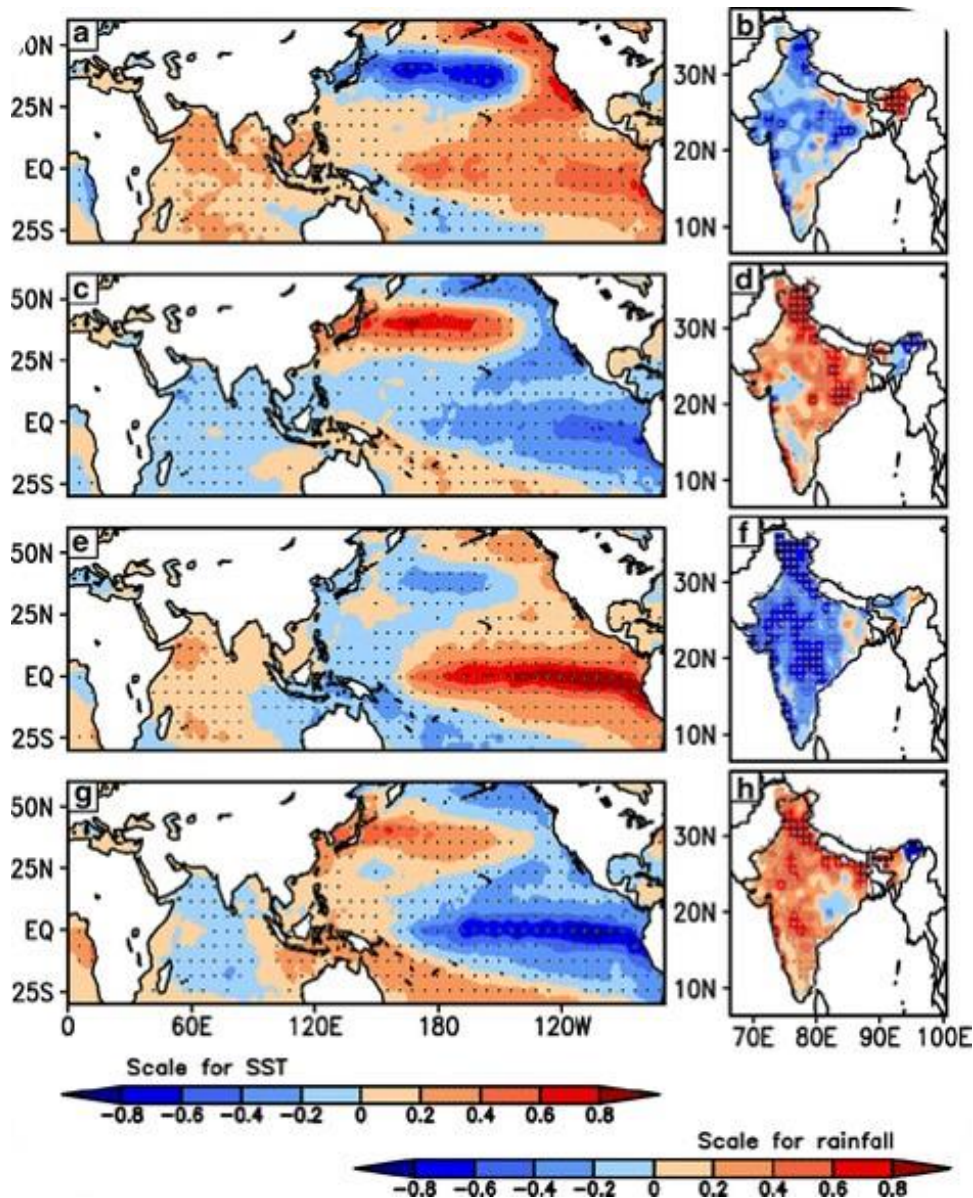 a
50N
25N
EQ
25S
b
30N
20N
10N
c
50N
25N
EQ
25S
d
30N
20N
10N
e
50N
25N
EQ
25S
f
30N
20N
10N
g
50N
25N
EQ
25S
0 60E 120E 180 120W
h
30N
20N
10N
70E 80E 90E 100E
Scale for SST
-0.8 -0.6 -0.4 -0.2 0 0.2 0.4 0.6 0.8
Scale for rainfall
-0.8 -0.6 -0.4 -0.2 0 0.2 0.4 0.6 0.8